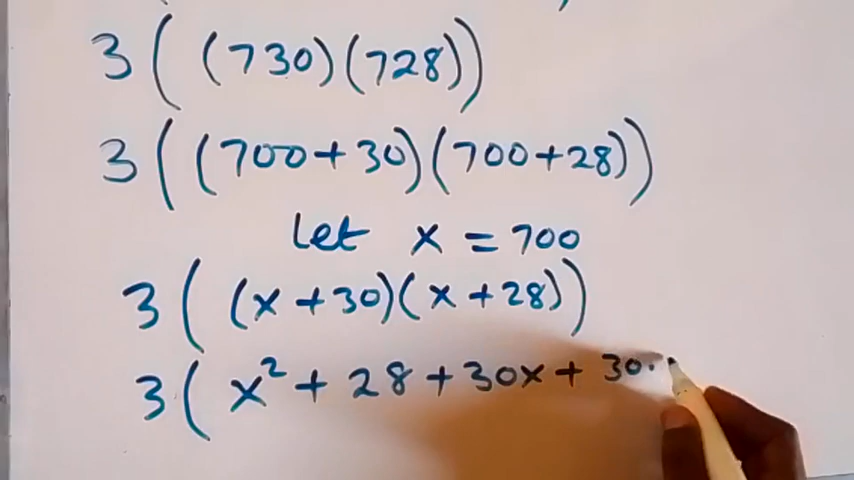 3((730)(728))
3((700+30)(700+28))
Let x = 700
3((x+30)(x+28))
3(x²+28+30x+30·